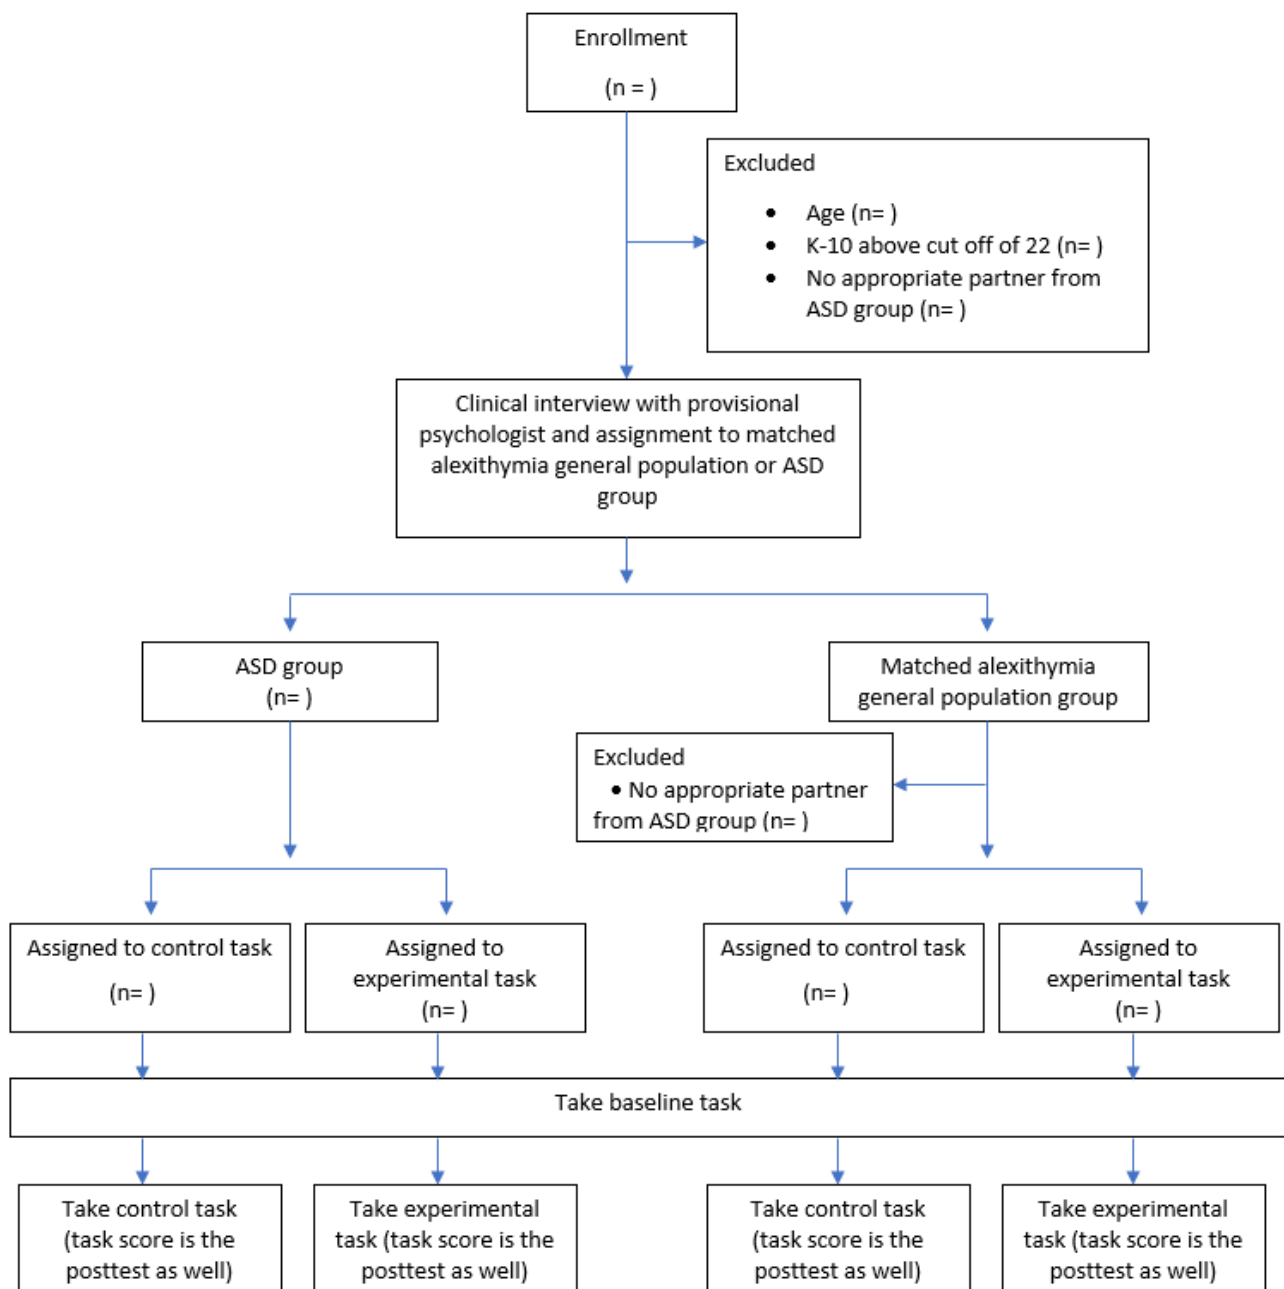 Enrollment
(n = )
Excluded
• Age (n= )
• K-10 above cut off of 22 (n= )
• No appropriate partner from
ASD group (n= )
Clinical interview with provisional
psychologist and assignment to matched
alexithymia general population or ASD
group
ASD group
(n= )
Matched alexithymia
general population group
Excluded
• No appropriate partner
from ASD group (n= )
Assigned to control task
(n= )
Assigned to
experimental task
(n= )
Assigned to control task
(n= )
Assigned to
experimental task
(n= )
Take baseline task
Take control task
(task score is the
posttest as well)
Take experimental
task (task score is the
posttest as well)
Take control task
(task score is the
posttest as well)
Take experimental
task (task score is the
posttest as well)